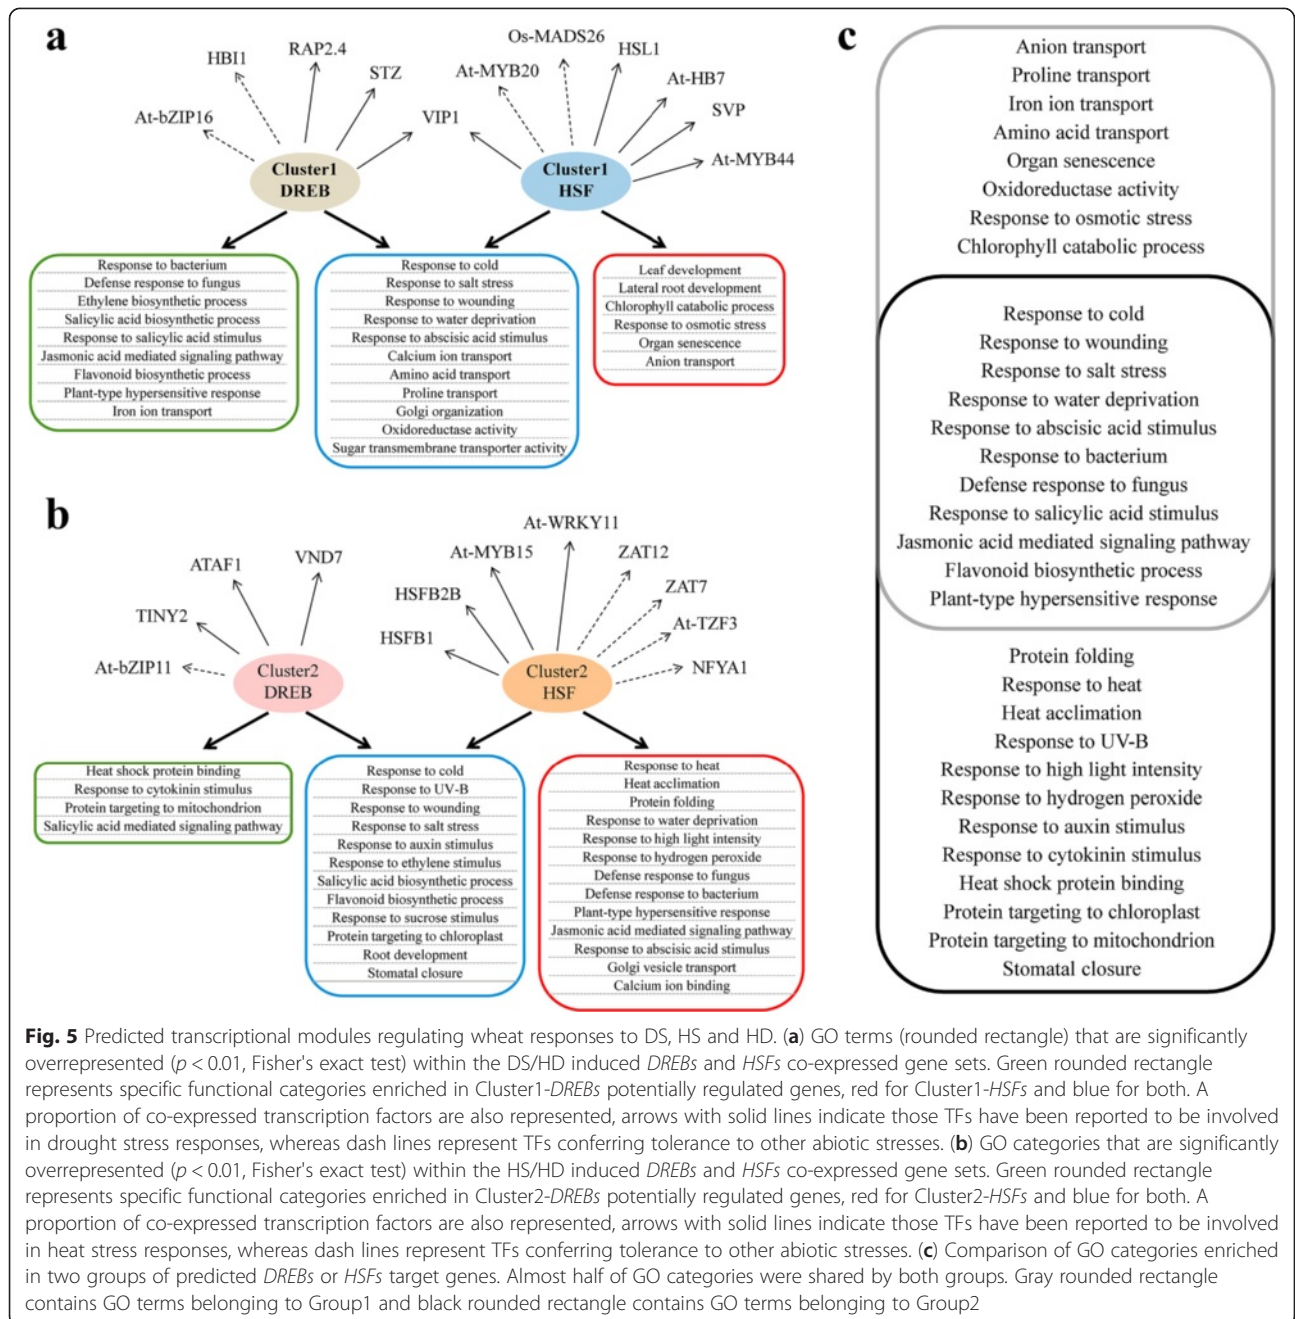 a
HBI1
RAP2.4
STZ
At-bZIP16
VIP1
Os-MADS26
HSL1
At-MYB20
At-HB7
SVP
At-MYB44
Cluster1
DREB
Cluster1
HSF
Response to bacterium
Defense response to fungus
Ethylene biosynthetic process
Salicylic acid biosynthetic process
Response to salicylic acid stimulus
Jasmonic acid mediated signaling pathway
Flavonoid biosynthetic process
Plant-type hypersensitive response
Iron ion transport
Response to cold
Response to salt stress
Response to wounding
Response to water deprivation
Response to abscisic acid stimulus
Calcium ion transport
Amino acid transport
Proline transport
Golgi organization
Oxidoreductase activity
Sugar transmembrane transporter activity
Leaf development
Lateral root development
Chlorophyll catabolic process
Response to osmotic stress
Organ senescence
Anion transport
b
ATAF1
VND7
TINY2
At-bZIP11
At-WRKY11
At-MYB15
ZAT12
HSFB2B
ZAT7
HSFB1
At-TZF3
NFYA1
Cluster2
DREB
Cluster2
HSF
Heat shock protein binding
Response to cytokinin stimulus
Protein targeting to mitochondrion
Salicylic acid mediated signaling pathway
Response to cold
Response to UV-B
Response to wounding
Response to salt stress
Response to auxin stimulus
Response to ethylene stimulus
Salicylic acid biosynthetic process
Flavonoid biosynthetic process
Response to sucrose stimulus
Protein targeting to chloroplast
Root development
Stomatal closure
Response to heat
Heat acclimation
Protein folding
Response to water deprivation
Response to high light intensity
Response to hydrogen peroxide
Defense response to fungus
Defense response to bacterium
Plant-type hypersensitive response
Jasmonic acid mediated signaling pathway
Response to abscisic acid stimulus
Golgi vesicle transport
Calcium ion binding
c
Anion transport
Proline transport
Iron ion transport
Amino acid transport
Organ senescence
Oxidoreductase activity
Response to osmotic stress
Chlorophyll catabolic process
Response to cold
Response to wounding
Response to salt stress
Response to water deprivation
Response to abscisic acid stimulus
Response to bacterium
Defense response to fungus
Response to salicylic acid stimulus
Jasmonic acid mediated signaling pathway
Flavonoid biosynthetic process
Plant-type hypersensitive response
Protein folding
Response to heat
Heat acclimation
Response to UV-B
Response to high light intensity
Response to hydrogen peroxide
Response to auxin stimulus
Response to cytokinin stimulus
Heat shock protein binding
Protein targeting to chloroplast
Protein targeting to mitochondrion
Stomatal closure
Fig. 5 Predicted transcriptional modules regulating wheat responses to DS, HS and HD. (a) GO terms (rounded rectangle) that are significantly
overrepresented (p < 0.01, Fisher's exact test) within the DS/HD induced DREBs and HSFs co-expressed gene sets. Green rounded rectangle
represents specific functional categories enriched in Cluster1-DREBs potentially regulated genes, red for Cluster1-HSFs and blue for both. A
proportion of co-expressed transcription factors are also represented, arrows with solid lines indicate those TFs have been reported to be involved
in drought stress responses, whereas dash lines represent TFs conferring tolerance to other abiotic stresses. (b) GO categories that are significantly
overrepresented (p < 0.01, Fisher's exact test) within the HS/HD induced DREBs and HSFs co-expressed gene sets. Green rounded rectangle
represents specific functional categories enriched in Cluster2-DREBs potentially regulated genes, red for Cluster2-HSFs and blue for both. A
proportion of co-expressed transcription factors are also represented, arrows with solid lines indicate those TFs have been reported to be involved
in heat stress responses, whereas dash lines represent TFs conferring tolerance to other abiotic stresses. (c) Comparison of GO categories enriched
in two groups of predicted DREBs or HSFs target genes. Almost half of GO categories were shared by both groups. Gray rounded rectangle
contains GO terms belonging to Group1 and black rounded rectangle contains GO terms belonging to Group2